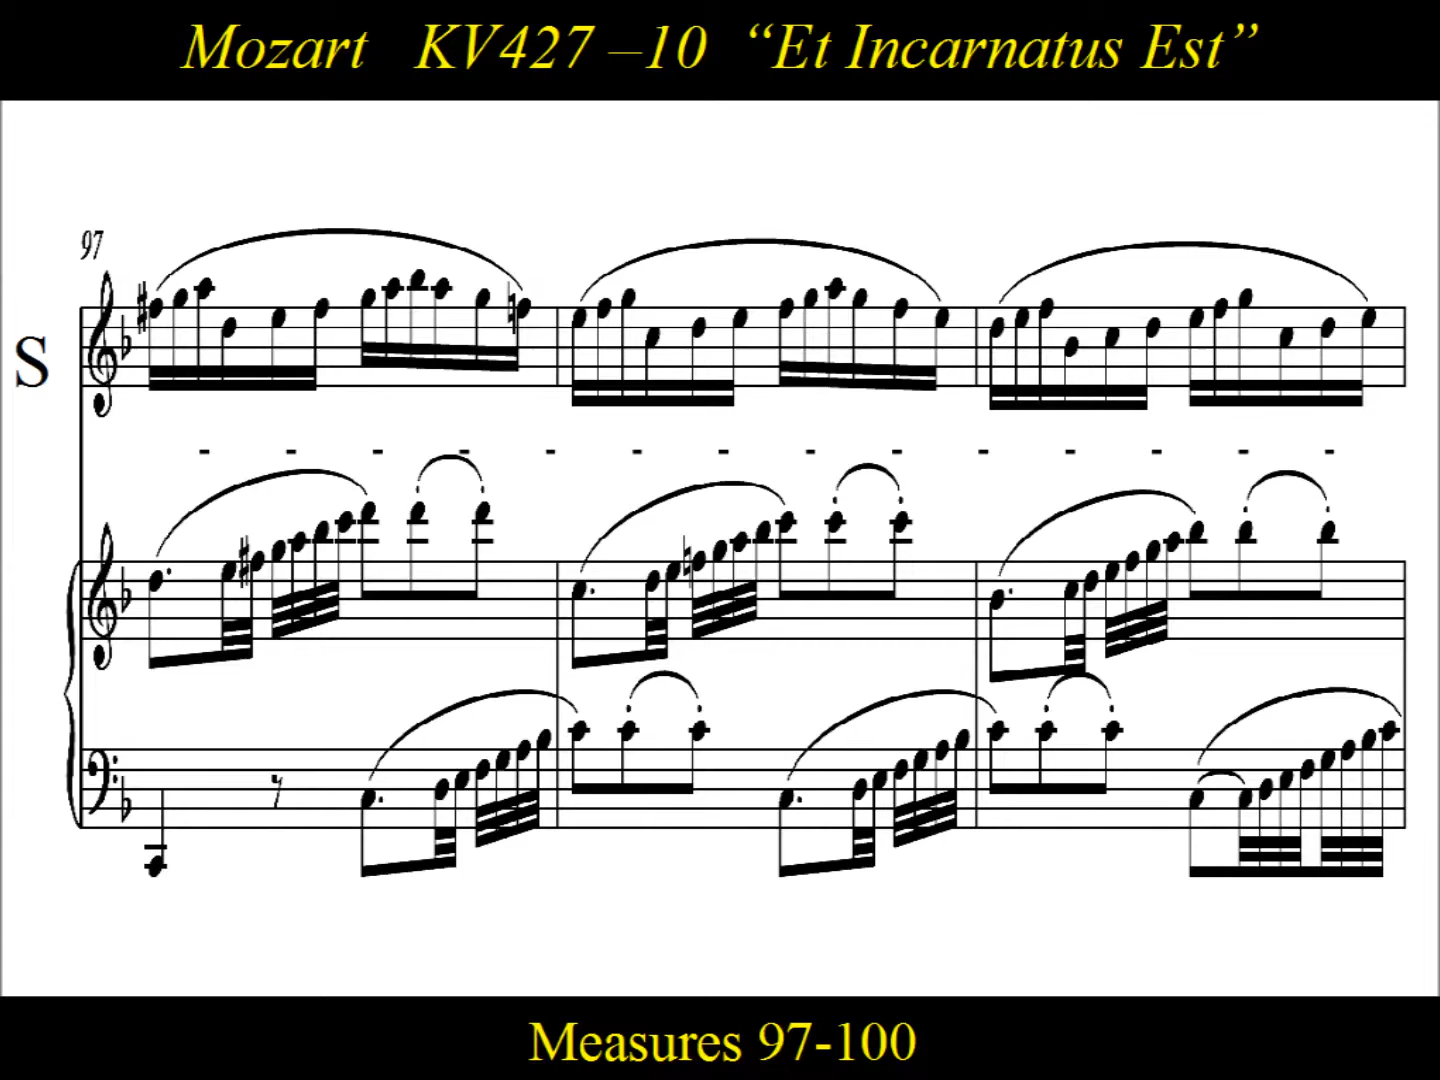 Mozart KV427 –10 “Et Incarnatus Est”
97
S
- - - - - - - - - - - - - -
Measures 97-100